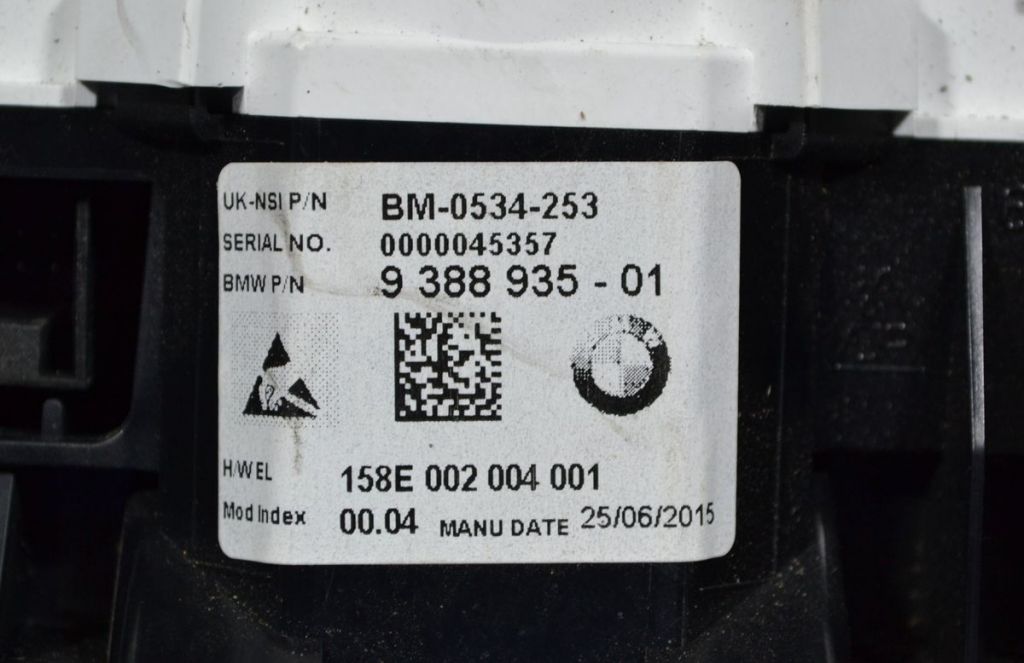 UK-NSI P/N BM-0534-253
SERIAL NO. 0000045357
BMW P/N 9 388 935 - 01
H/W EL 158E 002 004 001
Mod Index 00.04 MANU DATE 25/06/2015